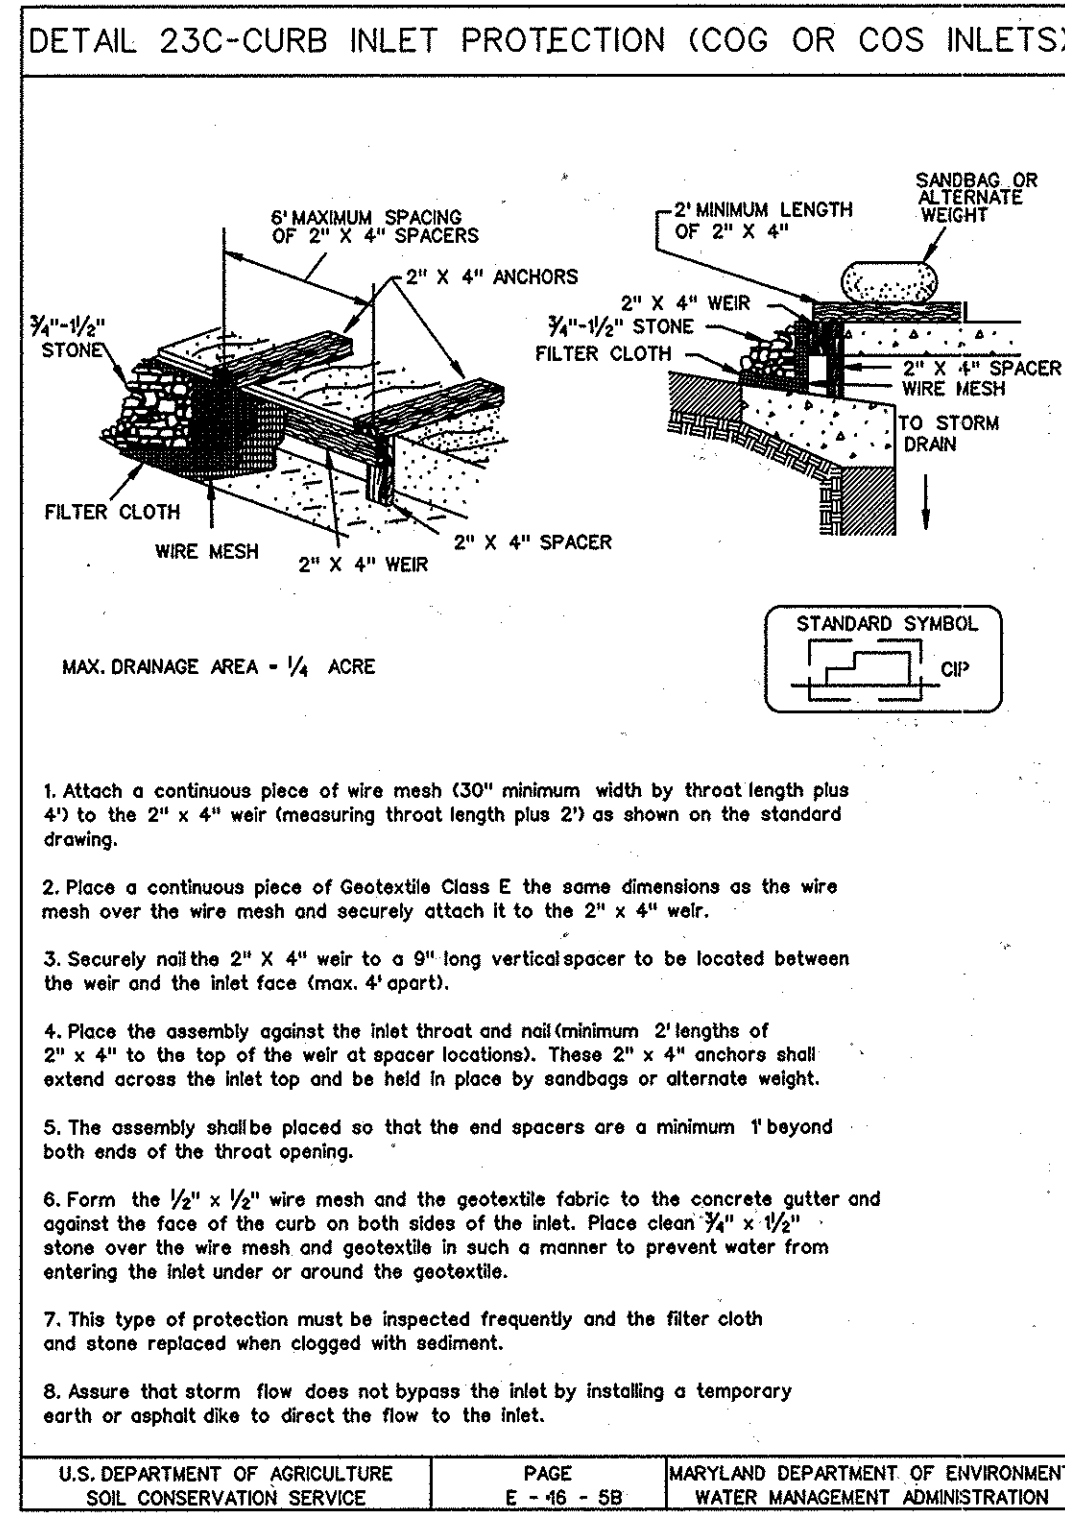 DETAIL 23C-CURB INLET PROTECTION (COG OR COS INLETS)
6' MAXIMUM SPACING
OF 2" X 4" SPACERS
2" X 4" ANCHORS
¾"-1½"
STONE
FILTER CLOTH
WIRE MESH
2" X 4" WEIR
2" X 4" SPACER
SANDBAG OR
ALTERNATE
WEIGHT
2' MINIMUM LENGTH
OF 2" X 4"
2" X 4" WEIR
¾"-1½" STONE
FILTER CLOTH
2" X 4" SPACER
WIRE MESH
TO STORM
DRAIN
STANDARD SYMBOL
CIP
MAX. DRAINAGE AREA - ¼ ACRE
1. Attach a continuous piece of wire mesh (30" minimum width by throat length plus
4') to the 2" x 4" weir (measuring throat length plus 2') as shown on the standard
drawing.
2. Place a continuous piece of Geotextile Class E the same dimensions as the wire
mesh over the wire mesh and securely attach it to the 2" x 4" weir.
3. Securely nail the 2" X 4" weir to a 9" long vertical spacer to be located between
the weir and the inlet face (max. 4' apart).
4. Place the assembly against the inlet throat and nail (minimum 2' lengths of
2" x 4" to the top of the weir at spacer locations). These 2" x 4" anchors shall
extend across the inlet top and be held in place by sandbags or alternate weight.
5. The assembly shall be placed so that the end spacers are a minimum 1' beyond
both ends of the throat opening.
6. Form the ½" x ½" wire mesh and the geotextile fabric to the concrete gutter and
against the face of the curb on both sides of the inlet. Place clean ¾" x 1½"
stone over the wire mesh and geotextile in such a manner to prevent water from
entering the inlet under or around the geotextile.
7. This type of protection must be inspected frequently and the filter cloth
and stone replaced when clogged with sediment.
8. Assure that storm flow does not bypass the inlet by installing a temporary
earth or asphalt dike to direct the flow to the inlet.
U.S. DEPARTMENT OF AGRICULTURE
SOIL CONSERVATION SERVICE
PAGE
E - 16 - 5B
MARYLAND DEPARTMENT OF ENVIRONMENT
WATER MANAGEMENT ADMINISTRATION